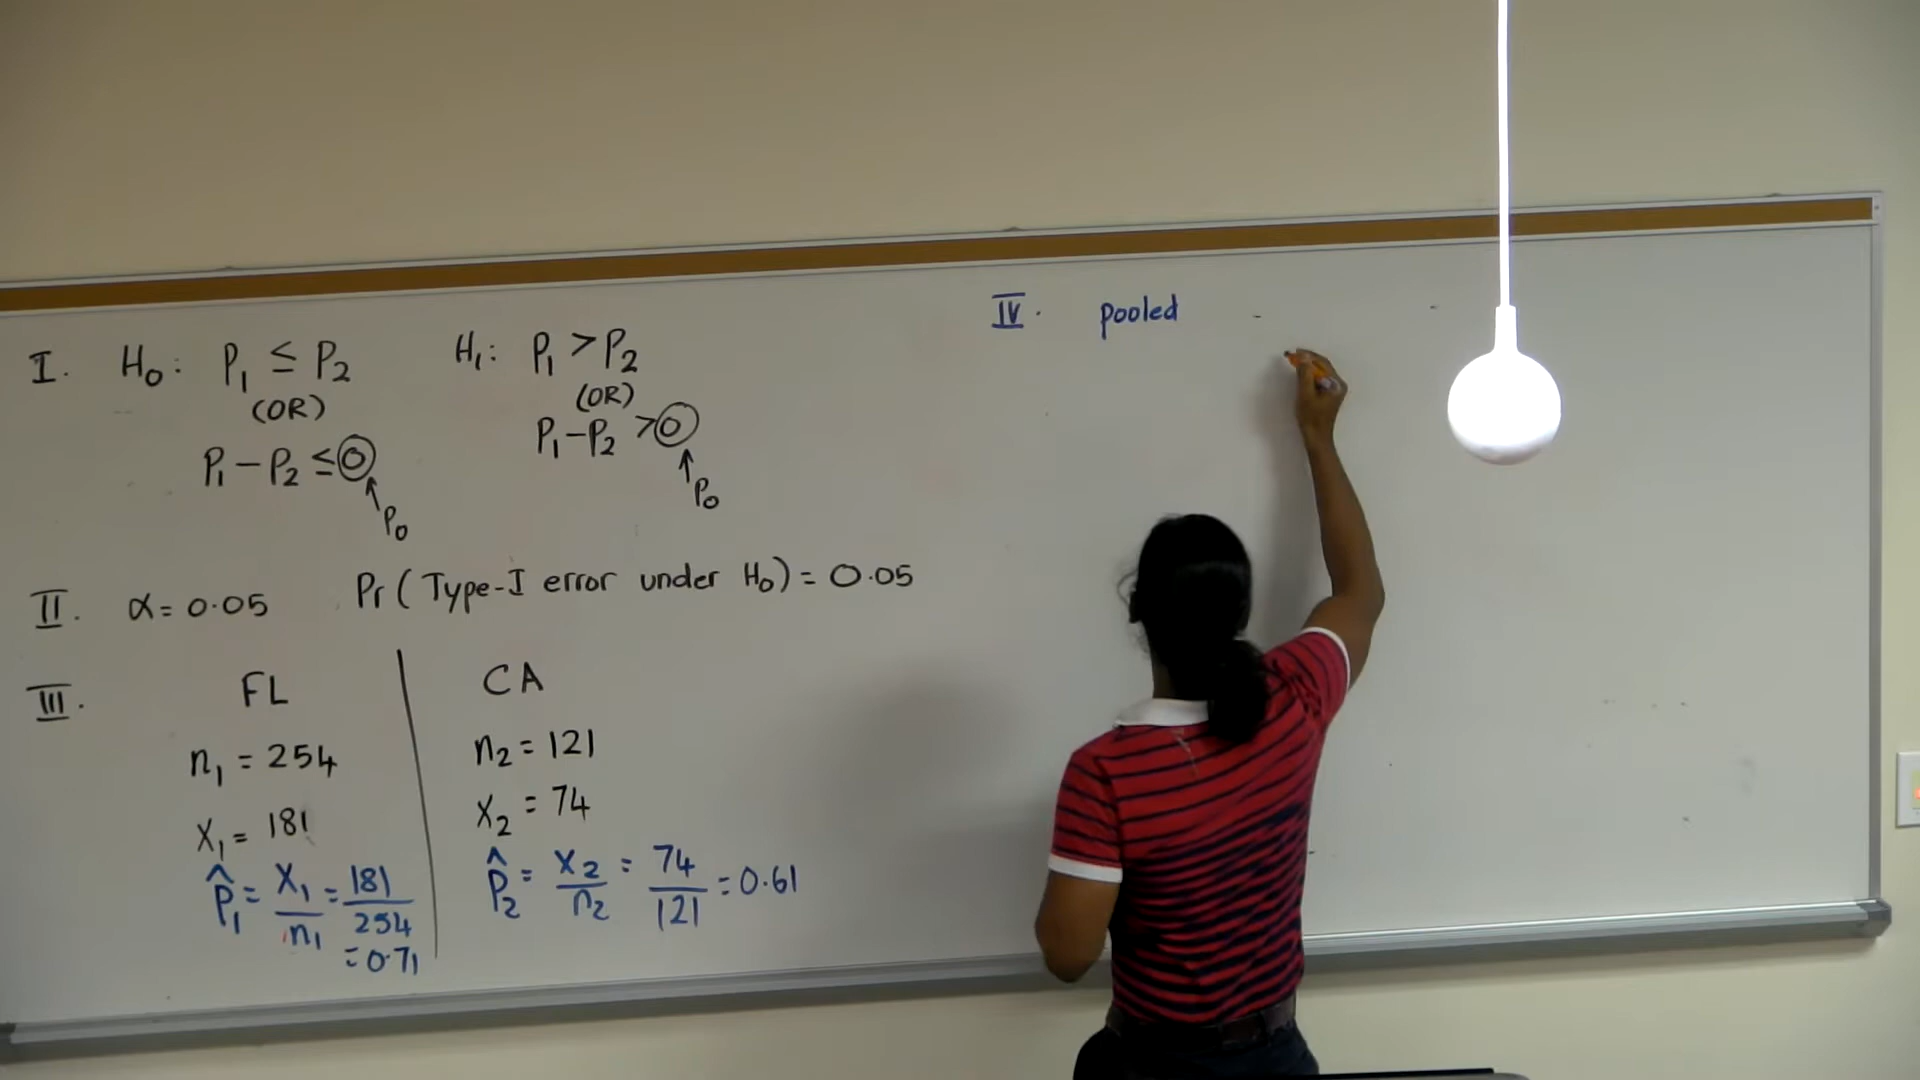 I. H₀: P₁ ≤ P₂ H₁: P₁ > P₂
(OR) (OR)
P₁ − P₂ ≤ 0 P₁ − P₂ > 0
↑ ↑
P₀ P₀
II. α = 0.05 Pr (Type-I error under H₀) = 0.05
III. FL CA
n₁ = 254 n₂ = 121
X₁ = 181 X₂ = 74
P̂₁ = X₁/n₁ = 181/254 P̂₂ = X₂/n₂ = 74/121 = 0.61
= 0.71
IV. pooled